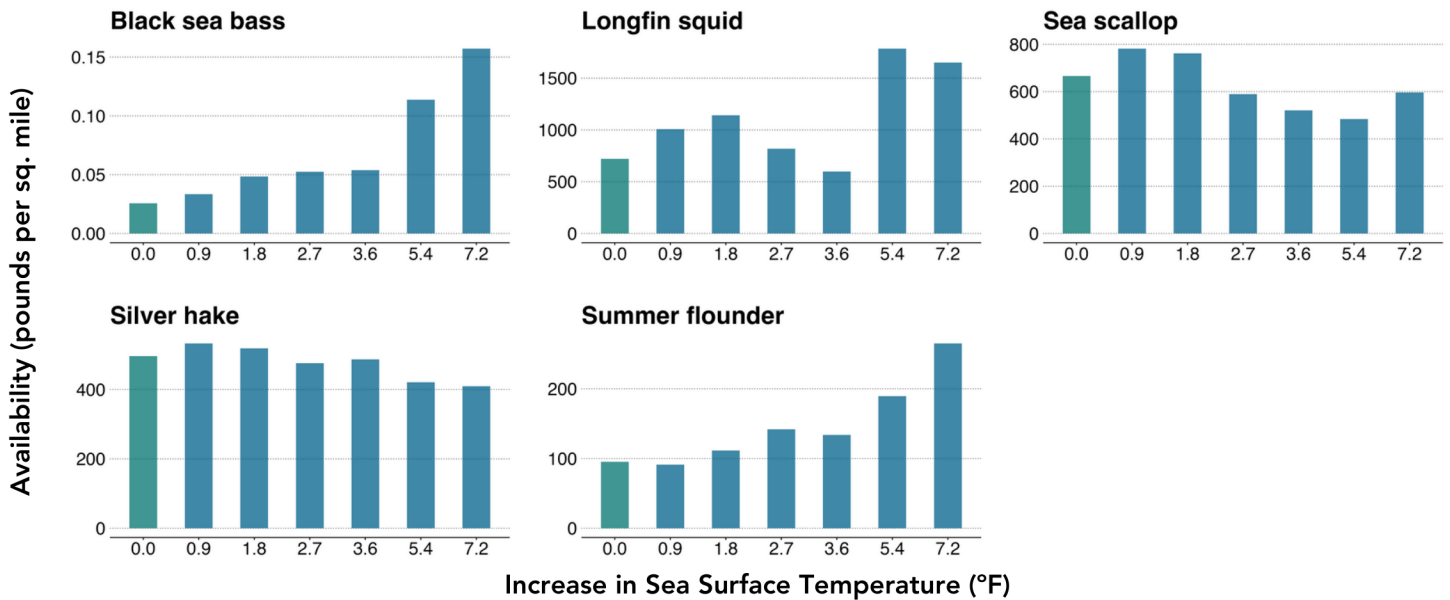 Black sea bass
Longfin squid
Sea scallop
Availability (pounds per sq. mile)
0.15
0.10
0.05
0.00
0.0 0.9 1.8 2.7 3.6 5.4 7.2
1500
1000
500
0
0.0 0.9 1.8 2.7 3.6 5.4 7.2
800
600
400
200
0
0.0 0.9 1.8 2.7 3.6 5.4 7.2
Silver hake
Summer flounder
400
200
0
0.0 0.9 1.8 2.7 3.6 5.4 7.2
200
100
0
0.0 0.9 1.8 2.7 3.6 5.4 7.2
Increase in Sea Surface Temperature (°F)